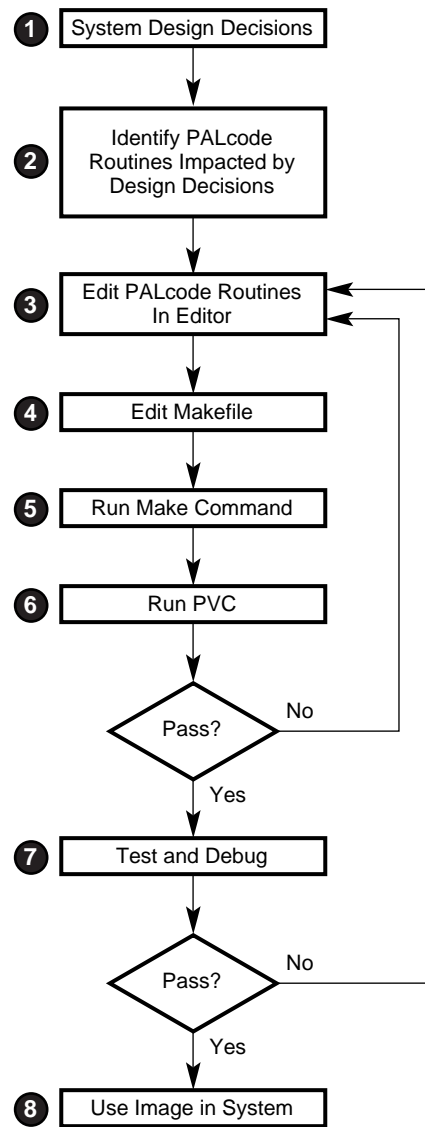 1 System Design Decisions
2 Identify PALcode
Routines Impacted by
Design Decisions
3 Edit PALcode Routines
In Editor
4 Edit Makefile
5 Run Make Command
6 Run PVC
Pass?
No
Yes
7 Test and Debug
Pass?
No
Yes
8 Use Image in System